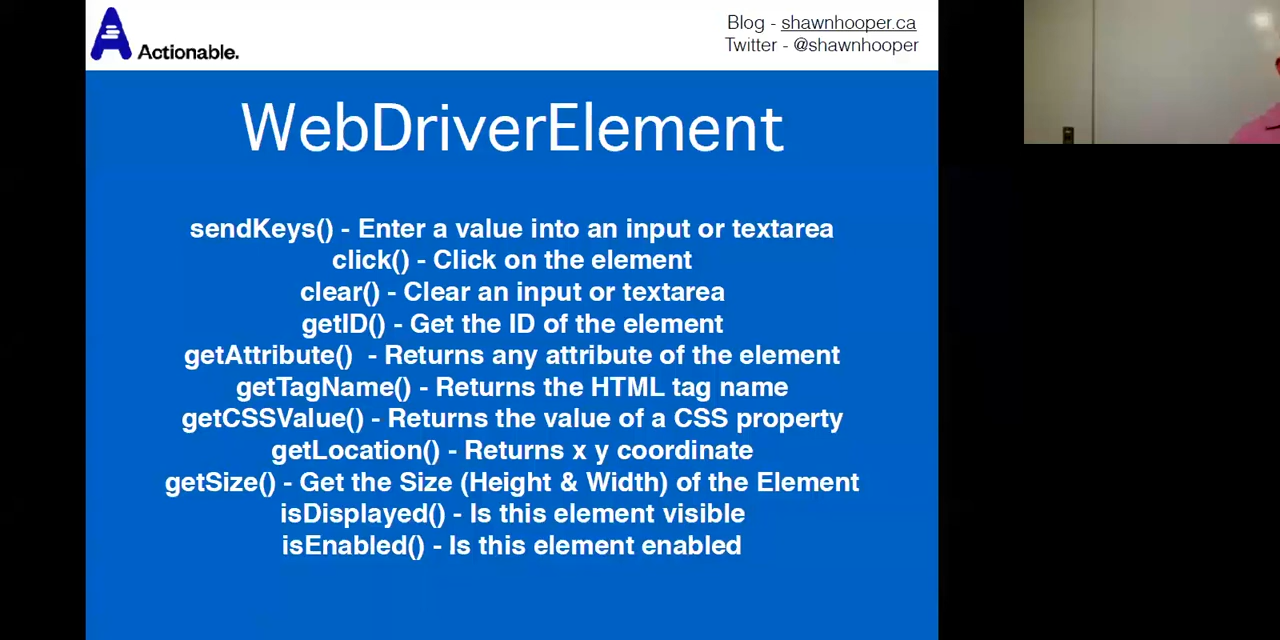 Actionable.
Blog - shawnhooper.ca
Twitter - @shawnhooper
WebDriverElement
sendKeys() - Enter a value into an input or textarea
click() - Click on the element
clear() - Clear an input or textarea
getID() - Get the ID of the element
getAttribute()  - Returns any attribute of the element
getTagName() - Returns the HTML tag name
getCSSValue() - Returns the value of a CSS property
getLocation() - Returns x y coordinate
getSize() - Get the Size (Height & Width) of the Element
isDisplayed() - Is this element visible
isEnabled() - Is this element enabled